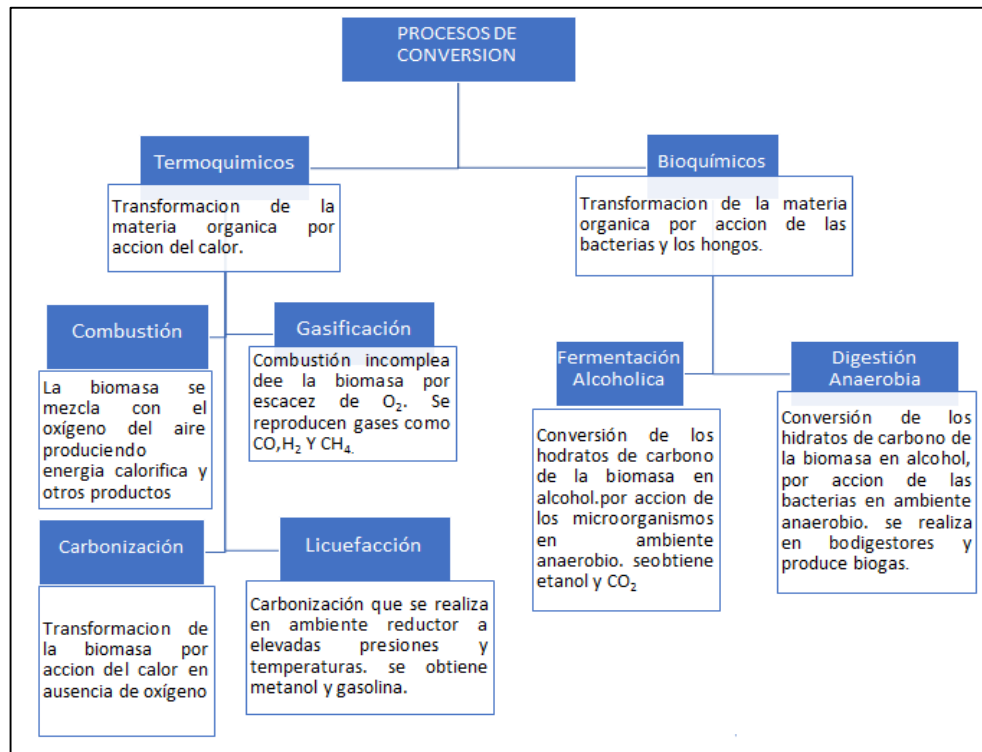 PROCESOS DE
CONVERSION
Termoquimicos
Transformacion de la
materia organica por
accion del calor.
Bioquímicos
Transformacion de la materia
organica por accion de las
bacterias y los hongos.
Combustión
La biomasa se
mezcla con el
oxígeno del aire
produciendo
energia calorifica y
otros productos
Gasificación
Combustión incomplea
dee la biomasa por
escacez de O₂. Se
reproducen gases como
CO,H₂ Y CH₄.
Carbonización
Transformacion de
la biomasa por
accion del calor en
ausencia de oxígeno
Licuefacción
Carbonización que se realiza
en ambiente reductor a
elevadas presiones y
temperaturas. se obtiene
metanol y gasolina.
Fermentación
Alcoholica
Conversión de los
hodratos de carbono
de la biomasa en
alcohol.por accion de
los microorganismos
en ambiente
anaerobio. seobtiene
etanol y CO₂
Digestión
Anaerobia
Conversión de los
hidratos de carbono de
la biomasa en alcohol,
por accion de las
bacterias en ambiente
anaerobio. se realiza
en bodigestores y
produce biogas.